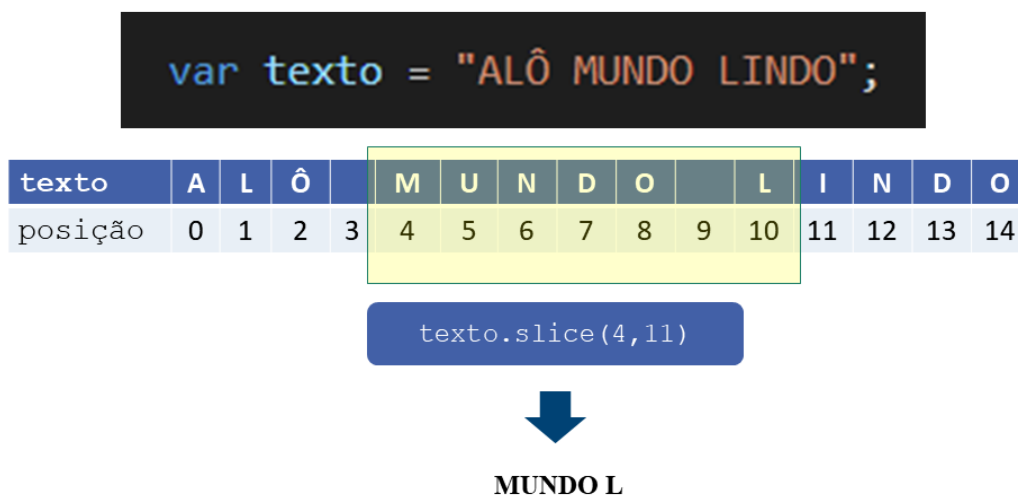 var texto = "ALÔ MUNDO LINDO";
texto A L Ô M U N D O L I N D O
posição 0 1 2 3 4 5 6 7 8 9 10 11 12 13 14
texto.slice(4,11)
MUNDO L